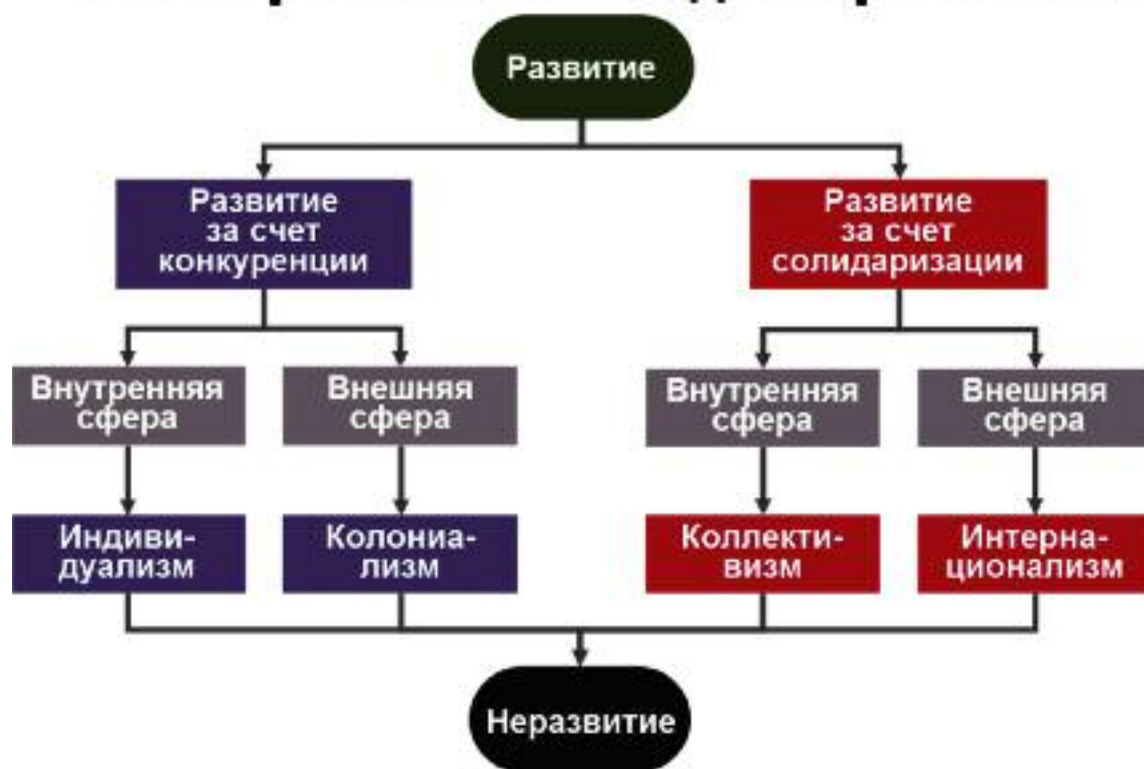 Развитие
Развитие
за счет
конкуренции
Развитие
за счет
солидаризации
Внутренняя
сфера
Внешняя
сфера
Внутренняя
сфера
Внешняя
сфера
Индиви-
дуализм
Колониа-
лизм
Коллекти-
визм
Интерна-
ционализм
Неразвитие